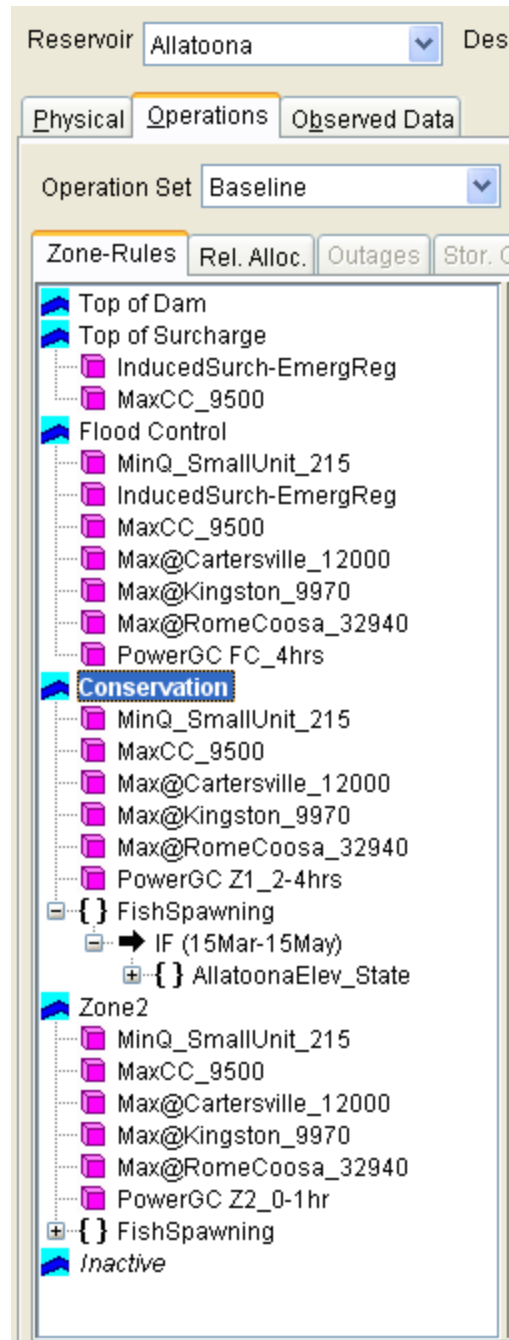 Reservoir Allatoona Des
Physical Operations Observed Data
Operation Set Baseline
Zone-Rules Rel. Alloc. Outages Stor.
Top of Dam
Top of Surcharge
InducedSurch-EmergReg
MaxCC_9500
Flood Control
MinQ_SmallUnit_215
InducedSurch-EmergReg
MaxCC_9500
Max@Cartersville_12000
Max@Kingston_9970
Max@RomeCoosa_32940
PowerGC FC_4hrs
Conservation
MinQ_SmallUnit_215
MaxCC_9500
Max@Cartersville_12000
Max@Kingston_9970
Max@RomeCoosa_32940
PowerGC Z1_2-4hrs
{ } FishSpawning
IF (15Mar-15May)
{ } AllatoonaElev_State
Zone2
MinQ_SmallUnit_215
MaxCC_9500
Max@Cartersville_12000
Max@Kingston_9970
Max@RomeCoosa_32940
PowerGC Z2_0-1hr
{ } FishSpawning
Inactive